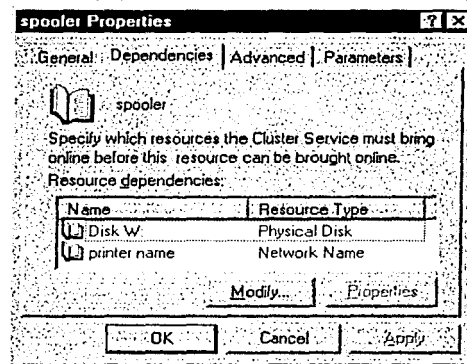 spooler Properties
General Dependencies Advanced Parameters
spooler
Specify which resources the Cluster Service must bring
online before this resource can be brought online.
Resource dependencies:
Name Resource Type
Disk W: Physical Disk
printer name Network Name
Modify... Properties
OK Cancel Apply